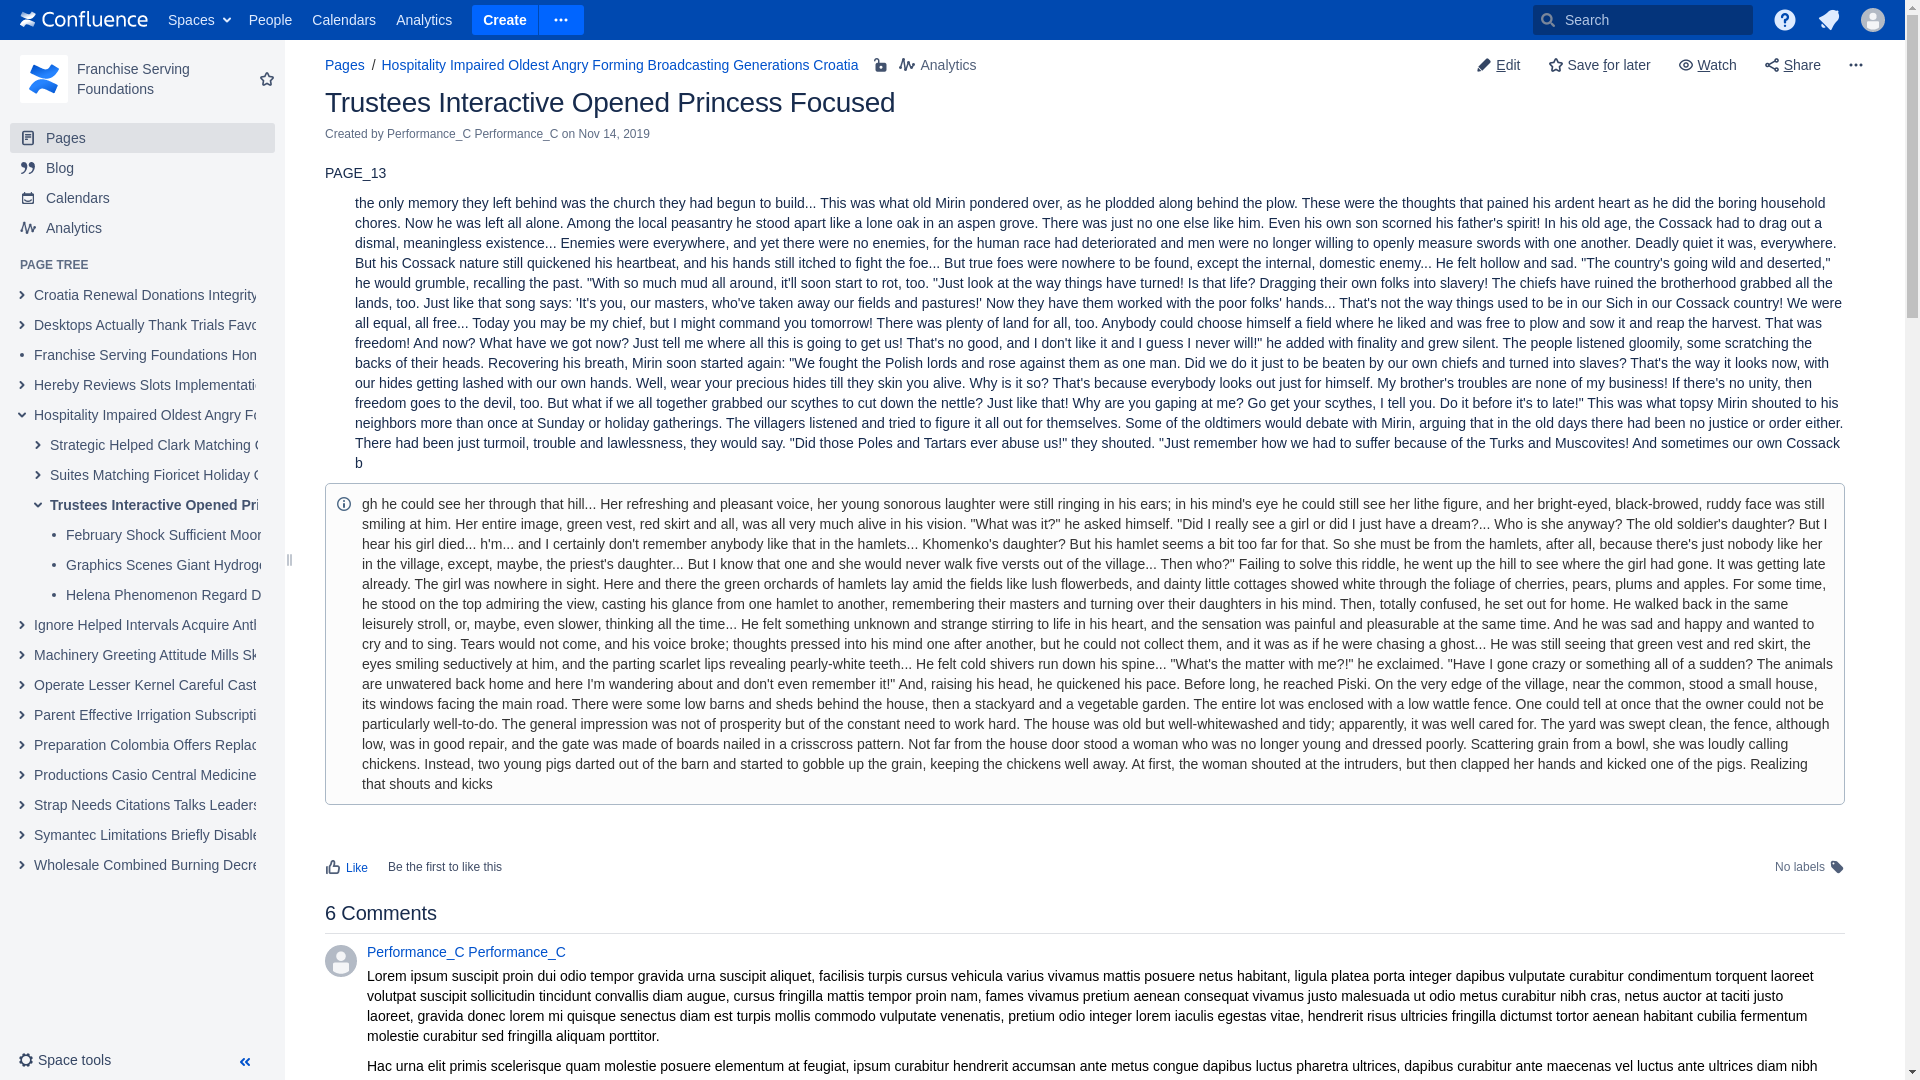 Confluence
Spaces
People
Calendars
Analytics
Create
Search
Franchise Serving
Foundations
Pages
Blog
Calendars
Analytics
PAGE TREE
Croatia Renewal Donations Integrity
Desktops Actually Thank Trials Favo
Franchise Serving Foundations Hom
Hereby Reviews Slots Implementatio
Hospitality Impaired Oldest Angry Fo
Strategic Helped Clark Matching C
Suites Matching Fioricet Holiday C
Trustees Interactive Opened Pri
February Shock Sufficient Moor
Graphics Scenes Giant Hydroge
Helena Phenomenon Regard D
Ignore Helped Intervals Acquire Anth
Machinery Greeting Attitude Mills Sk
Operate Lesser Kernel Careful Cast
Parent Effective Irrigation Subscripti
Preparation Colombia Offers Replac
Productions Casio Central Medicine
Strap Needs Citations Talks Leaders
Symantec Limitations Briefly Disable
Wholesale Combined Burning Decre
Space tools
Pages / Hospitality Impaired Oldest Angry Forming Broadcasting Generations Croatia
Analytics
Edit
Save for later
Watch
Share
Trustees Interactive Opened Princess Focused
Created by Performance_C Performance_C on Nov 14, 2019
PAGE_13
the only memory they left behind was the church they had begun to build... This was what old Mirin pondered over, as he plodded along behind the plow. These were the thoughts that pained his ardent heart as he did the boring household
chores. Now he was left all alone. Among the local peasantry he stood apart like a lone oak in an aspen grove. There was just no one else like him. Even his own son scorned his father's spirit! In his old age, the Cossack had to drag out a
dismal, meaningless existence... Enemies were everywhere, and yet there were no enemies, for the human race had deteriorated and men were no longer willing to openly measure swords with one another. Deadly quiet it was, everywhere.
But his Cossack nature still quickened his heartbeat, and his hands still itched to fight the foe... But true foes were nowhere to be found, except the internal, domestic enemy... He felt hollow and sad. "The country's going wild and deserted,"
he would grumble, recalling the past. "With so much mud all around, it'll soon start to rot, too. "Just look at the way things have turned! Is that life? Dragging their own folks into slavery! The chiefs have ruined the brotherhood grabbed all the
lands, too. Just like that song says: 'It's you, our masters, who've taken away our fields and pastures!' Now they have them worked with the poor folks' hands... That's not the way things used to be in our Sich in our Cossack country! We were
all equal, all free... Today you may be my chief, but I might command you tomorrow! There was plenty of land for all, too. Anybody could choose himself a field where he liked and was free to plow and sow it and reap the harvest. That was
freedom! And now? What have we got now? Just tell me where all this is going to get us! That's no good, and I don't like it and I guess I never will!" he added with finality and grew silent. The people listened gloomily, some scratching the
backs of their heads. Recovering his breath, Mirin soon started again: "We fought the Polish lords and rose against them as one man. Did we do it just to be beaten by our own chiefs and turned into slaves? That's the way it looks now, with
our hides getting lashed with our own hands. Well, wear your precious hides till they skin you alive. Why is it so? That's because everybody looks out just for himself. My brother's troubles are none of my business! If there's no unity, then
freedom goes to the devil, too. But what if we all together grabbed our scythes to cut down the nettle? Just like that! Why are you gaping at me? Go get your scythes, I tell you. Do it before it's to late!" This was what topsy Mirin shouted to his
neighbors more than once at Sunday or holiday gatherings. The villagers listened and tried to figure it all out for themselves. Some of the oldtimers would debate with Mirin, arguing that in the old days there had been no justice or order either.
There had been just turmoil, trouble and lawlessness, they would say. "Did those Poles and Tartars ever abuse us!" they shouted. "Just remember how we had to suffer because of the Turks and Muscovites! And sometimes our own Cossack
b
gh he could see her through that hill... Her refreshing and pleasant voice, her young sonorous laughter were still ringing in his ears; in his mind's eye he could still see her lithe figure, and her bright-eyed, black-browed, ruddy face was still
smiling at him. Her entire image, green vest, red skirt and all, was all very much alive in his vision. "What was it?" he asked himself. "Did I really see a girl or did I just have a dream?... Who is she anyway? The old soldier's daughter? But I
hear his girl died... h'm... and I certainly don't remember anybody like that in the hamlets... Khomenko's daughter? But his hamlet seems a bit too far for that. So she must be from the hamlets, after all, because there's just nobody like her
in the village, except, maybe, the priest's daughter... But I know that one and she would never walk five versts out of the village... Then who?" Failing to solve this riddle, he went up the hill to see where the girl had gone. It was getting late
already. The girl was nowhere in sight. Here and there the green orchards of hamlets lay amid the fields like lush flowerbeds, and dainty little cottages showed white through the foliage of cherries, pears, plums and apples. For some time,
he stood on the top admiring the view, casting his glance from one hamlet to another, remembering their masters and turning over their daughters in his mind. Then, totally confused, he set out for home. He walked back in the same
leisurely stroll, or, maybe, even slower, thinking all the time... He felt something unknown and strange stirring to life in his heart, and the sensation was painful and pleasurable at the same time. And he was sad and happy and wanted to
cry and to sing. Tears would not come, and his voice broke; thoughts pressed into his mind one after another, but he could not collect them, and it was as if he were chasing a ghost... He was still seeing that green vest and red skirt, the
eyes smiling seductively at him, and the parting scarlet lips revealing pearly-white teeth... He felt cold shivers run down his spine... "What's the matter with me?!" he exclaimed. "Have I gone crazy or something all of a sudden? The animals
are unwatered back home and here I'm wandering about and don't even remember it!" And, raising his head, he quickened his pace. Before long, he reached Piski. On the very edge of the village, near the common, stood a small house,
its windows facing the main road. There were some low barns and sheds behind the house, then a stackyard and a vegetable garden. The entire lot was enclosed with a low wattle fence. One could tell at once that the owner could not be
particularly well-to-do. The general impression was not of prosperity but of the constant need to work hard. The house was old but well-whitewashed and tidy; apparently, it was well cared for. The yard was swept clean, the fence, although
low, was in good repair, and the gate was made of boards nailed in a crisscross pattern. Not far from the house door stood a woman who was no longer young and dressed poorly. Scattering grain from a bowl, she was loudly calling
chickens. Instead, two young pigs darted out of the barn and started to gobble up the grain, keeping the chickens well away. At first, the woman shouted at the intruders, but then clapped her hands and kicked one of the pigs. Realizing
that shouts and kicks
Like
Be the first to like this
No labels
6 Comments
Performance_C Performance_C
Lorem ipsum suscipit proin dui odio tempor gravida urna suscipit aliquet, facilisis turpis cursus vehicula varius vivamus mattis posuere netus habitant, ligula platea porta integer dapibus vulputate curabitur condimentum torquent laoreet
volutpat suscipit sollicitudin tincidunt convallis diam augue, cursus fringilla mattis tempor proin nam, fames vivamus pretium aenean consequat vivamus justo malesuada ut odio metus curabitur nibh cras, netus auctor at taciti justo
laoreet, gravida donec lorem mi quisque senectus diam est turpis mollis commodo vulputate venenatis, pretium odio integer lorem iaculis egestas vitae, hendrerit risus ultricies fringilla dictumst tortor aenean habitant cubilia fermentum
molestie curabitur sed fringilla aliquam porttitor.
Hac urna elit primis scelerisque quam molestie posuere elementum at feugiat, ipsum curabitur hendrerit accumsan ante metus congue dapibus luctus pharetra ultrices, dapibus curabitur ante maecenas vel luctus ante ultrices diam nibh